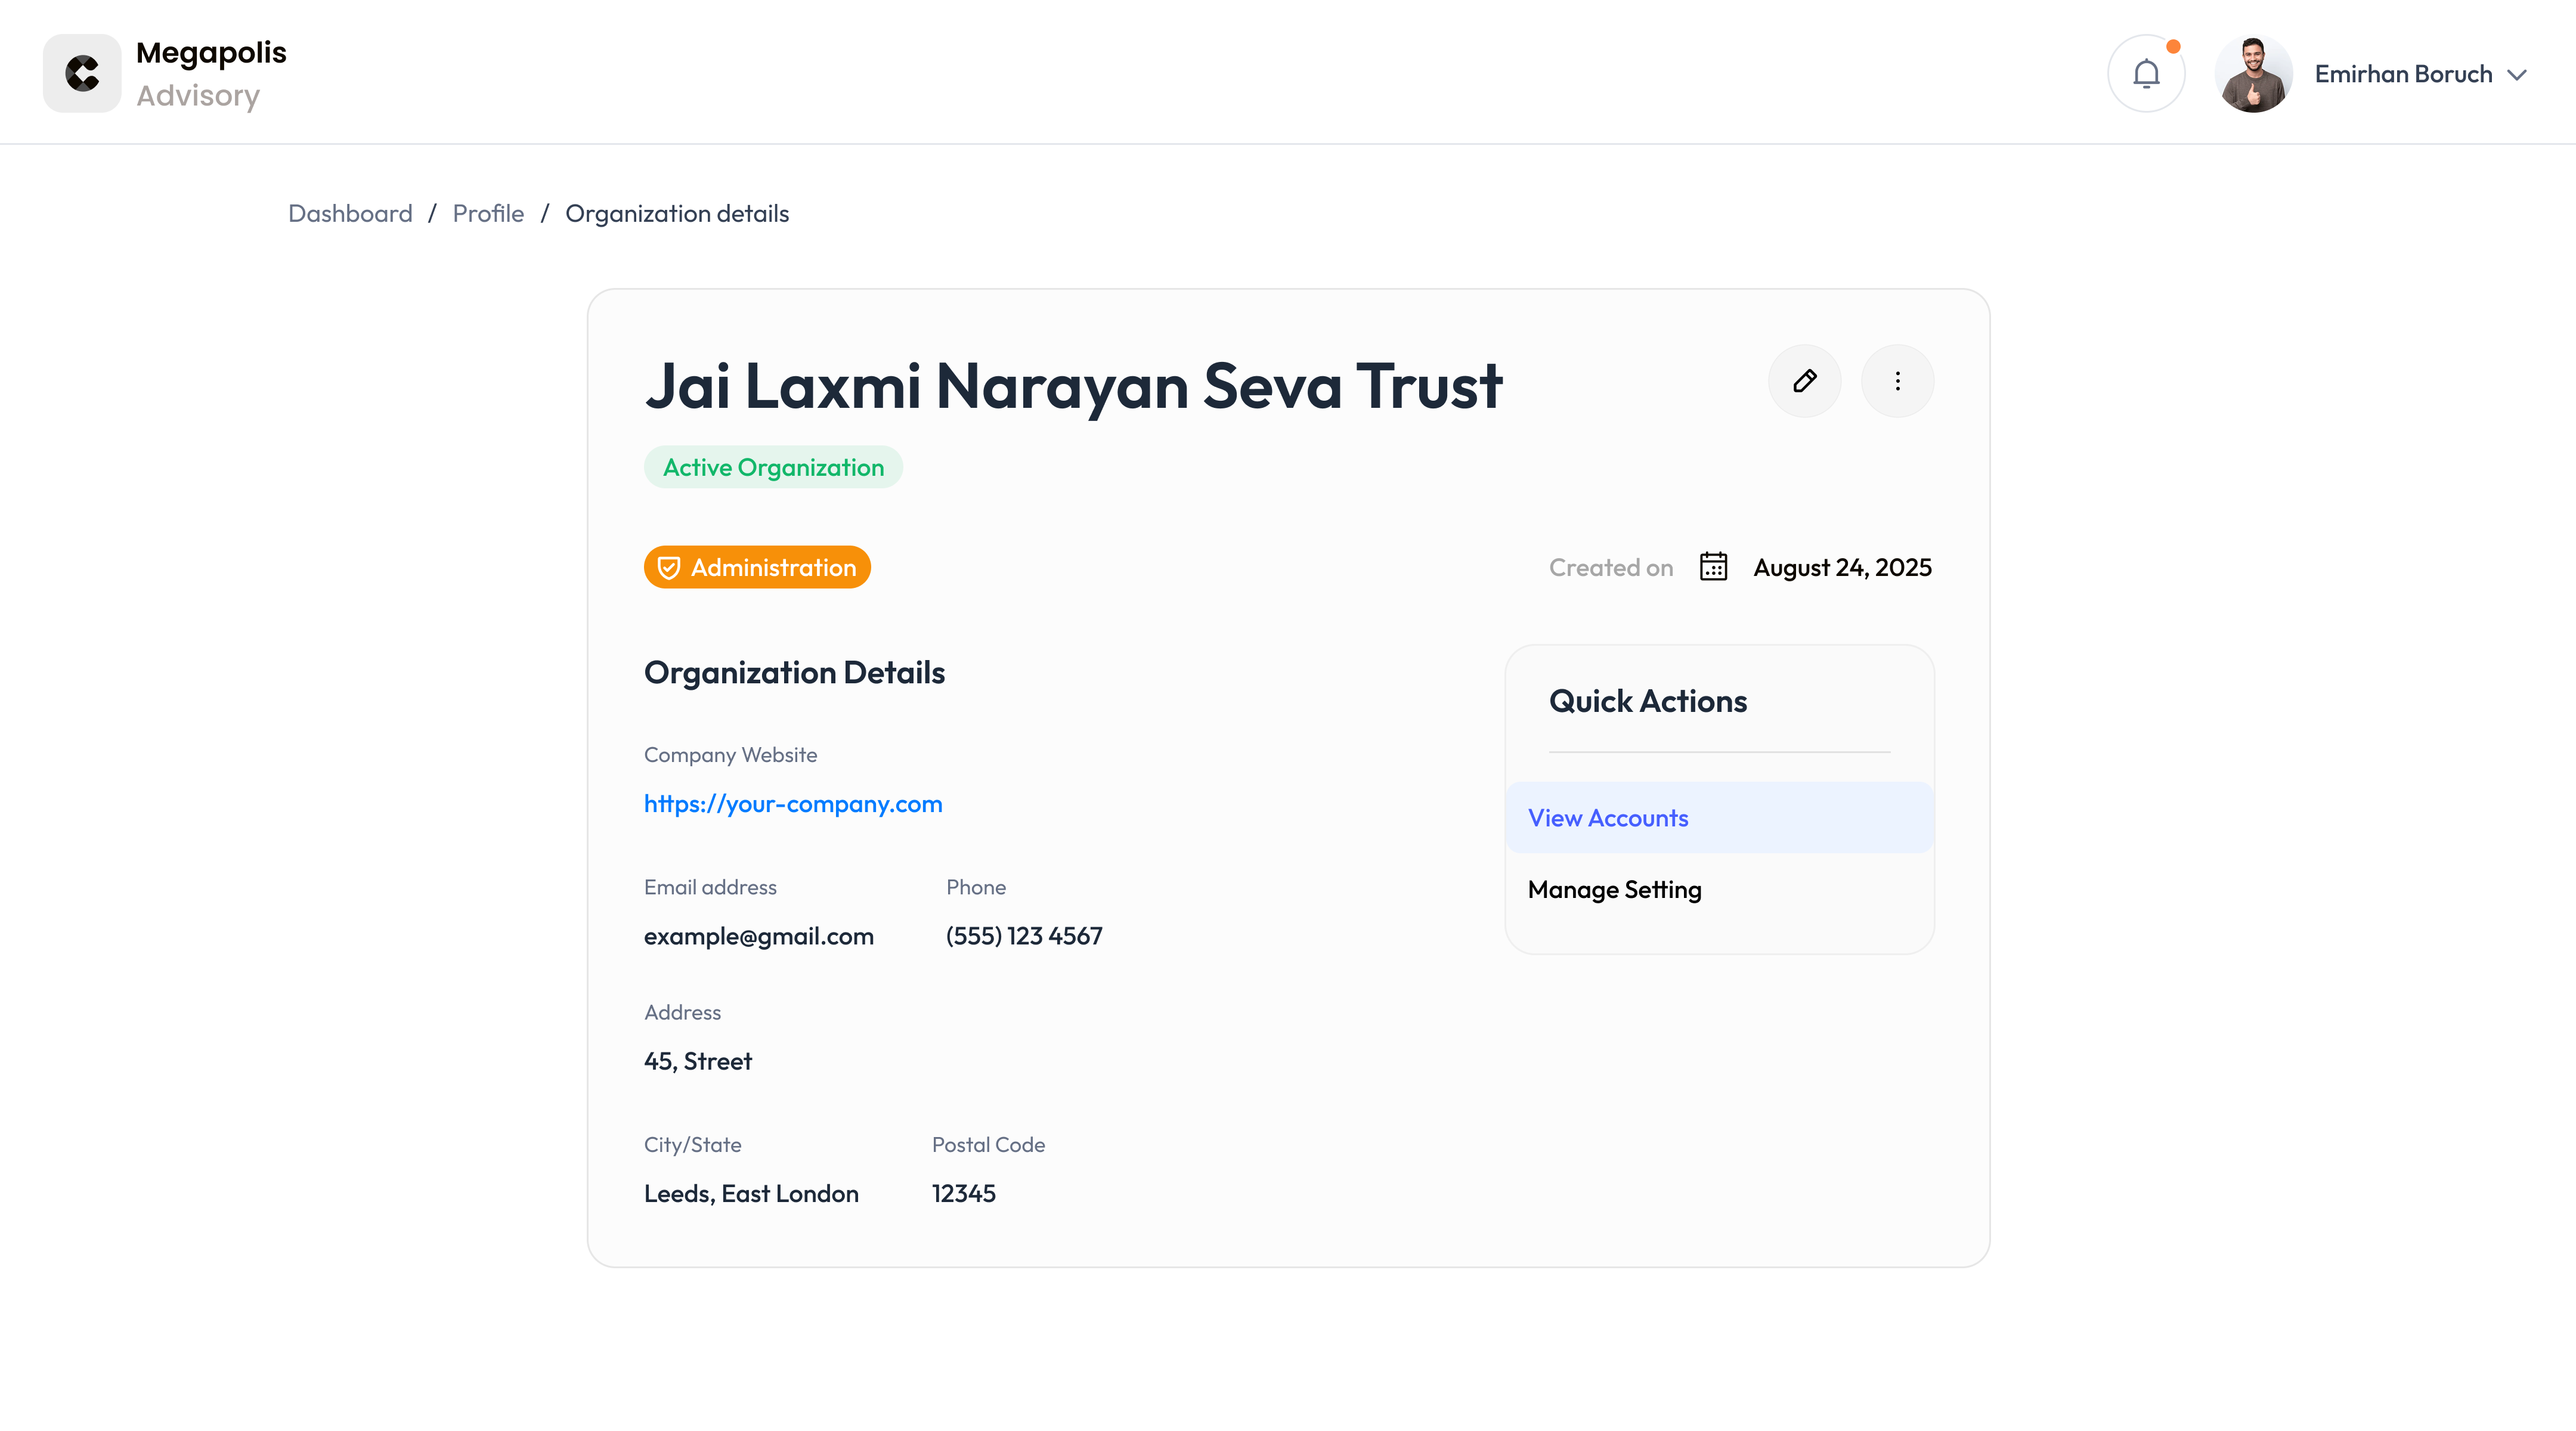 Megapolis
Advisory
Emirhan Boruch
Dashboard / Profile / Organization details
Jai Laxmi Narayan Seva Trust
Active Organization
Administration
Created on August 24, 2025
Organization Details
Company Website
https://your-company.com
Email address
example@gmail.com
Phone
(555) 123 4567
Address
45, Street
City/State
Leeds, East London
Postal Code
12345
Quick Actions
View Accounts
Manage Setting